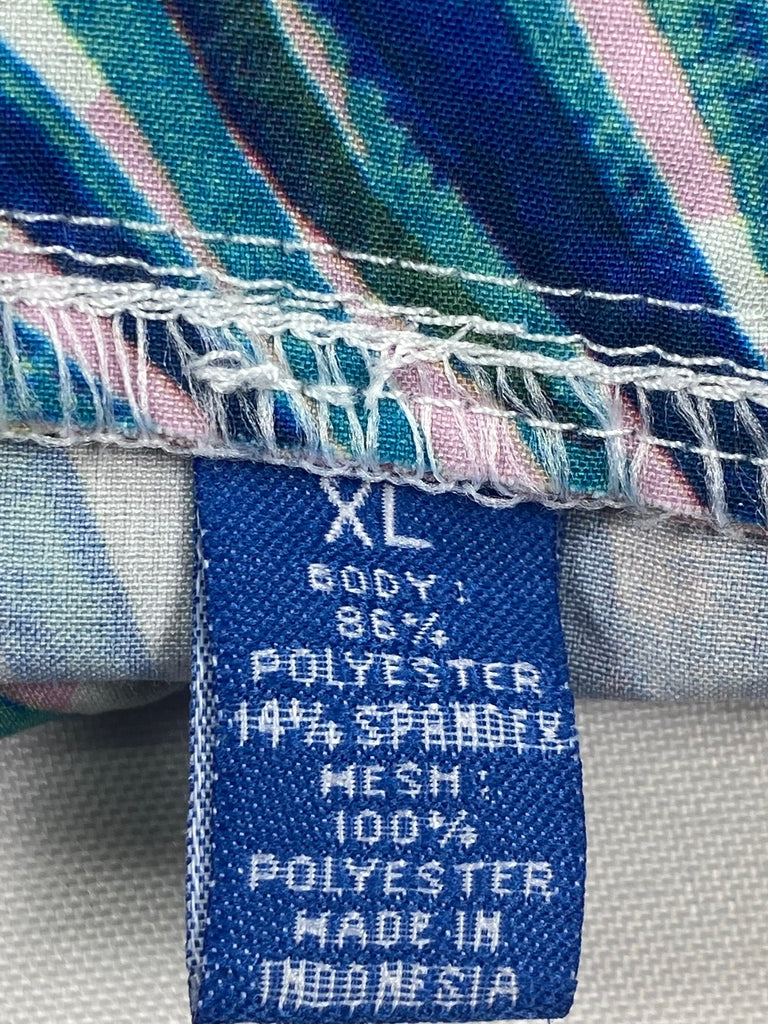 XL
BODY:
86%
POLYESTER
14% SPANDEX
MESH:
100%
POLYESTER
MADE IN
INDONESIA